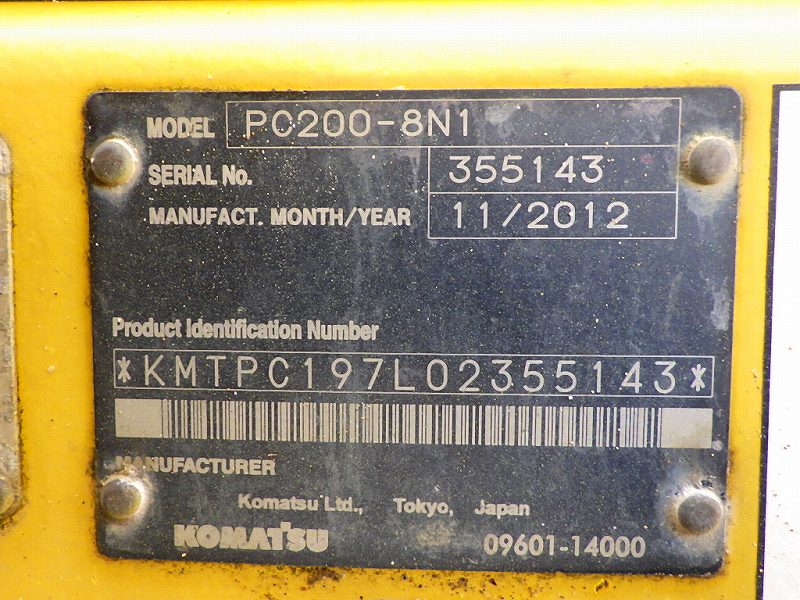 MODEL PC200-8N1
SERIAL No. 355143
MANUFACT. MONTH/YEAR 11/2012
Product Identification Number
*KMTPC197L02355143*
MANUFACTURER
Komatsu Ltd., Tokyo, Japan
KOMATSU 09601-14000